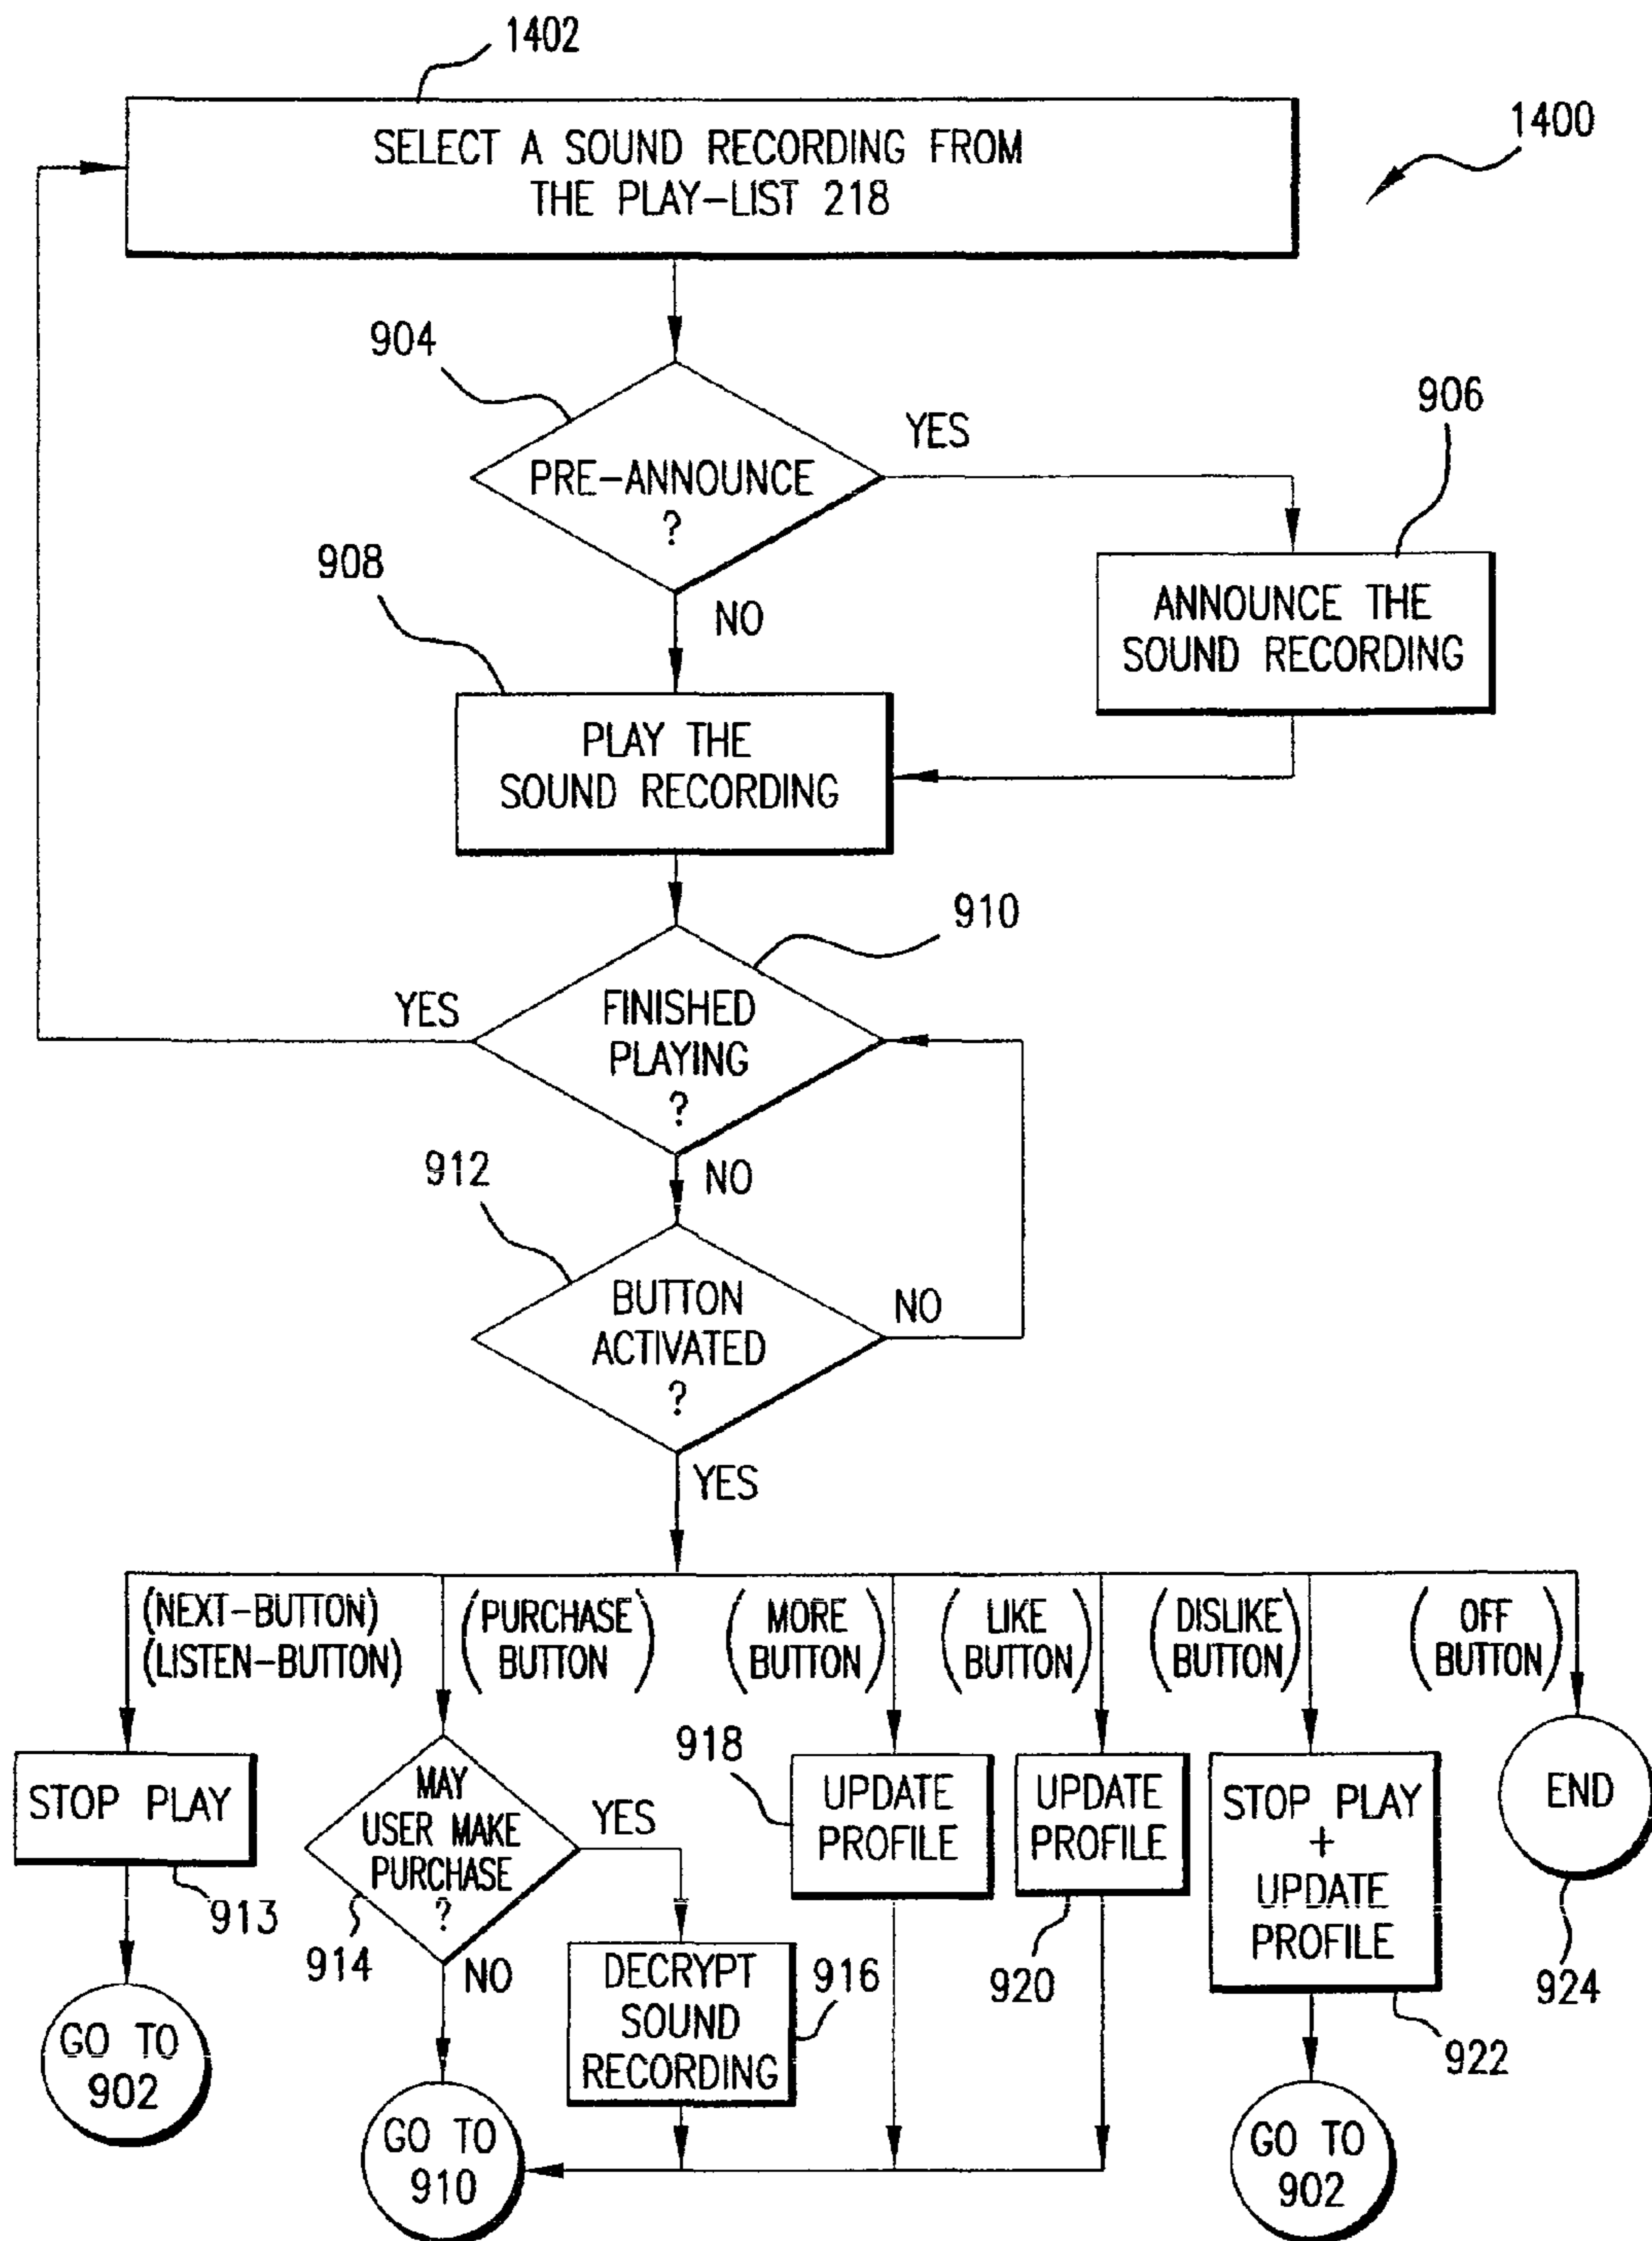 1402
1400
SELECT A SOUND RECORDING FROM
THE PLAY-LIST 218
904
PRE-ANNOUNCE
?
YES
906
NO
ANNOUNCE THE
SOUND RECORDING
908
PLAY THE
SOUND RECORDING
910
YES
FINISHED
PLAYING
?
NO
912
BUTTON
ACTIVATED
?
NO
YES
(NEXT-BUTTON)
(LISTEN-BUTTON)
(PURCHASE
BUTTON)
(MORE
BUTTON)
(LIKE
BUTTON)
(DISLIKE
BUTTON)
(OFF
BUTTON)
STOP PLAY
913
GO TO
902
MAY
USER MAKE
PURCHASE
?
914
YES
NO
DECRYPT
SOUND
RECORDING
916
GO TO
910
918
UPDATE
PROFILE
UPDATE
PROFILE
920
STOP PLAY
+
UPDATE
PROFILE
922
GO TO
902
END
924